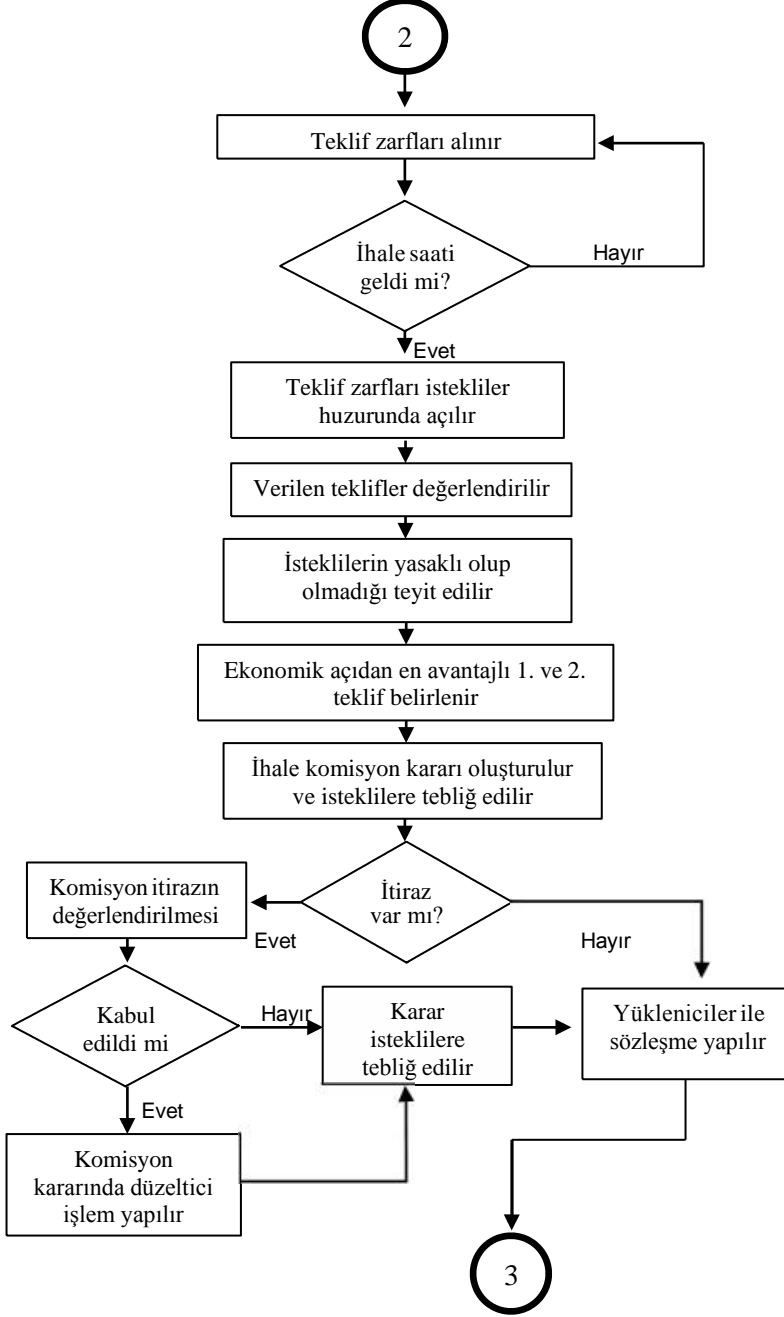 2
Teklif zarfları alınır
İhale saati
geldi mi?
Hayır
Evet
Teklif zarfları istekliler
huzurunda açılır
Verilen teklifler değerlendirilir
İsteklilerin yasaklı olup
olmadığı teyit edilir
Ekonomik açıdan en avantajlı 1. ve 2.
teklif belirlenir
İhale komisyon kararı oluşturulur
ve isteklilere tebliğ edilir
İtiraz
var mı?
Evet
Hayır
Komisyon itirazın
değerlendirilmesi
Kabul
edildi mi
Hayır
Karar
isteklilere
tebliğ edilir
Yükleniciler ile
sözleşme yapılır
Evet
Komisyon
kararında düzeltici
işlem yapılır
3